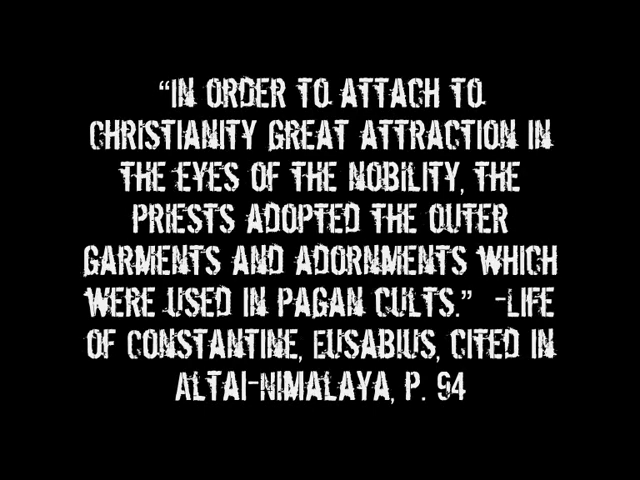 “IN ORDER TO ATTACH TO
CHRISTIANITY GREAT ATTRACTION IN
THE EYES OF THE NOBILITY, THE
PRIESTS ADOPTED THE OUTER
GARMENTS AND ADORNMENTS WHICH
WERE USED IN PAGAN CULTS.” -LIFE
OF CONSTANTINE, EUSABIUS, CITED IN
ALTAI-NIMALAYA, P. 94